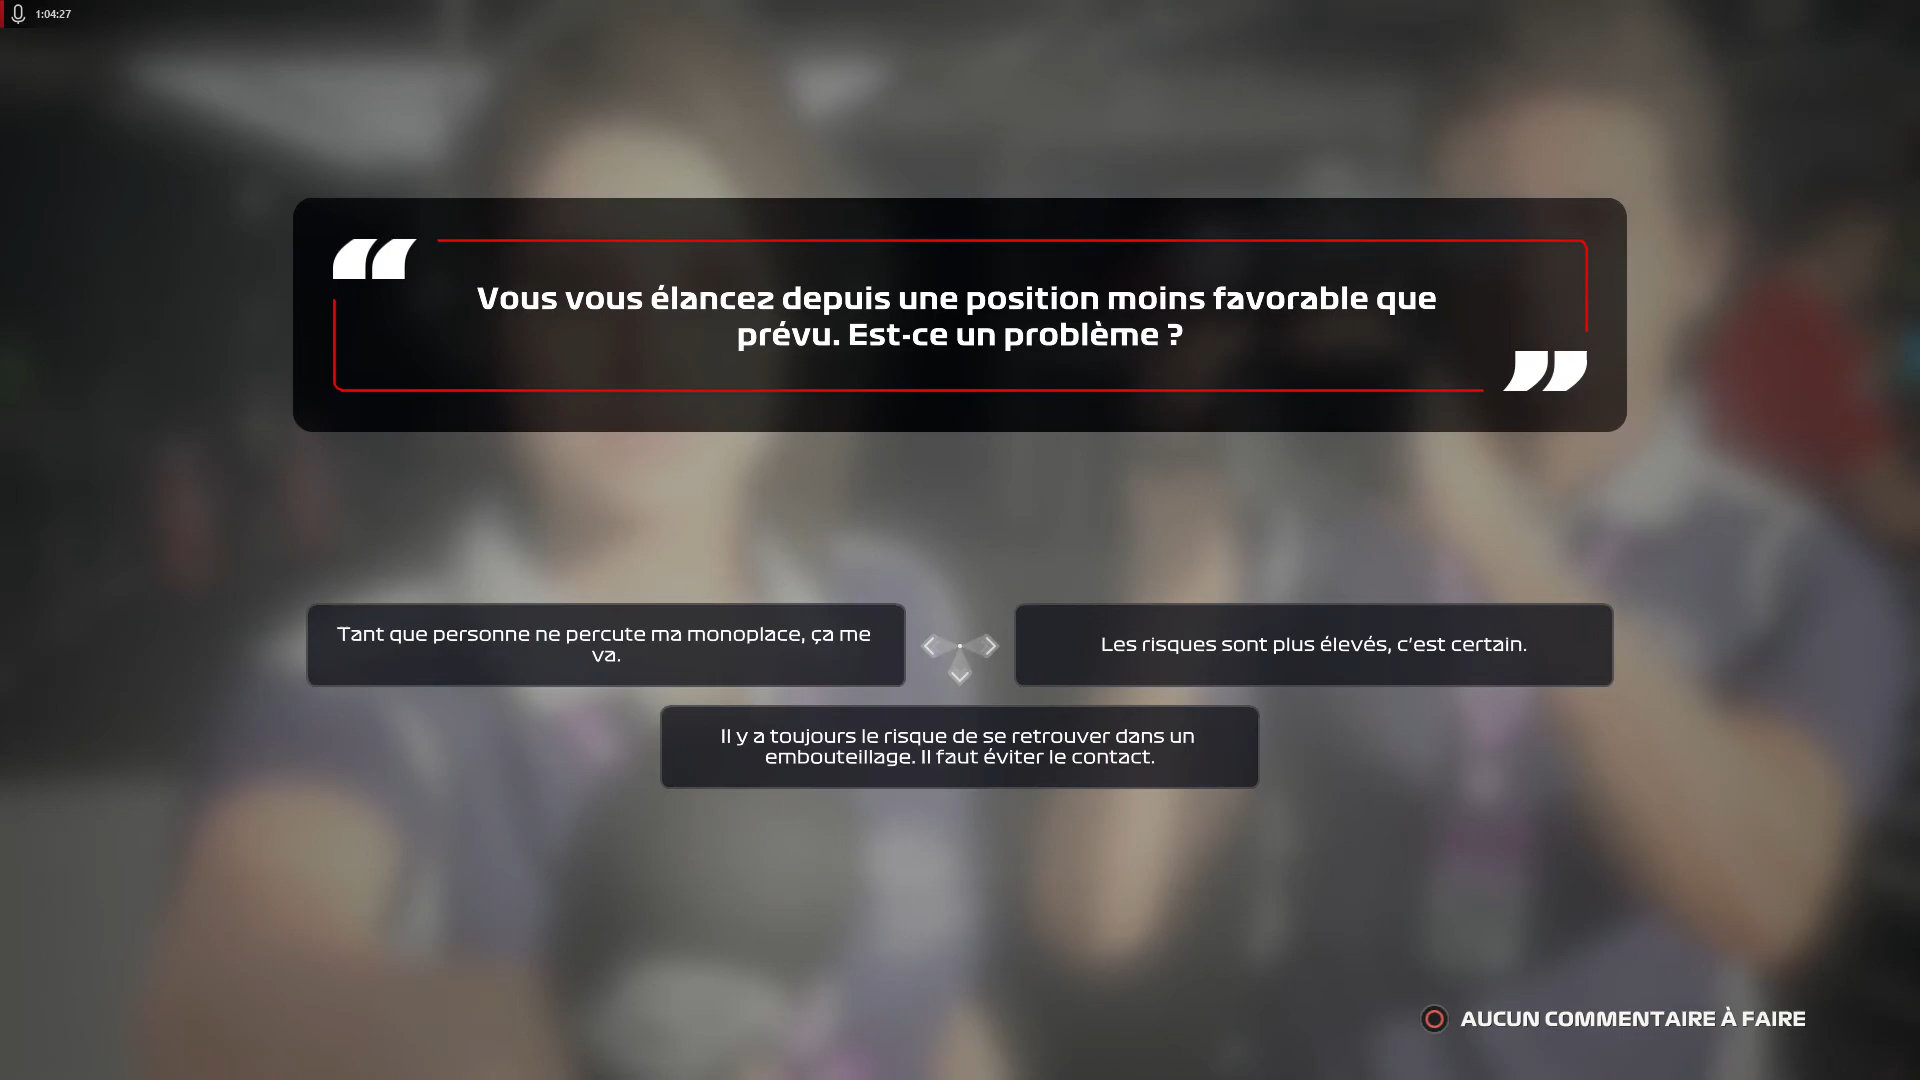 1:04:27
Vous vous élancez depuis une position moins favorable que
prévu. Est-ce un problème ?
Tant que personne ne percute ma monoplace, ça me
va.
Les risques sont plus élevés, c'est certain.
Il y a toujours le risque de se retrouver dans un
embouteillage. Il faut éviter le contact.
AUCUN COMMENTAIRE À FAIRE